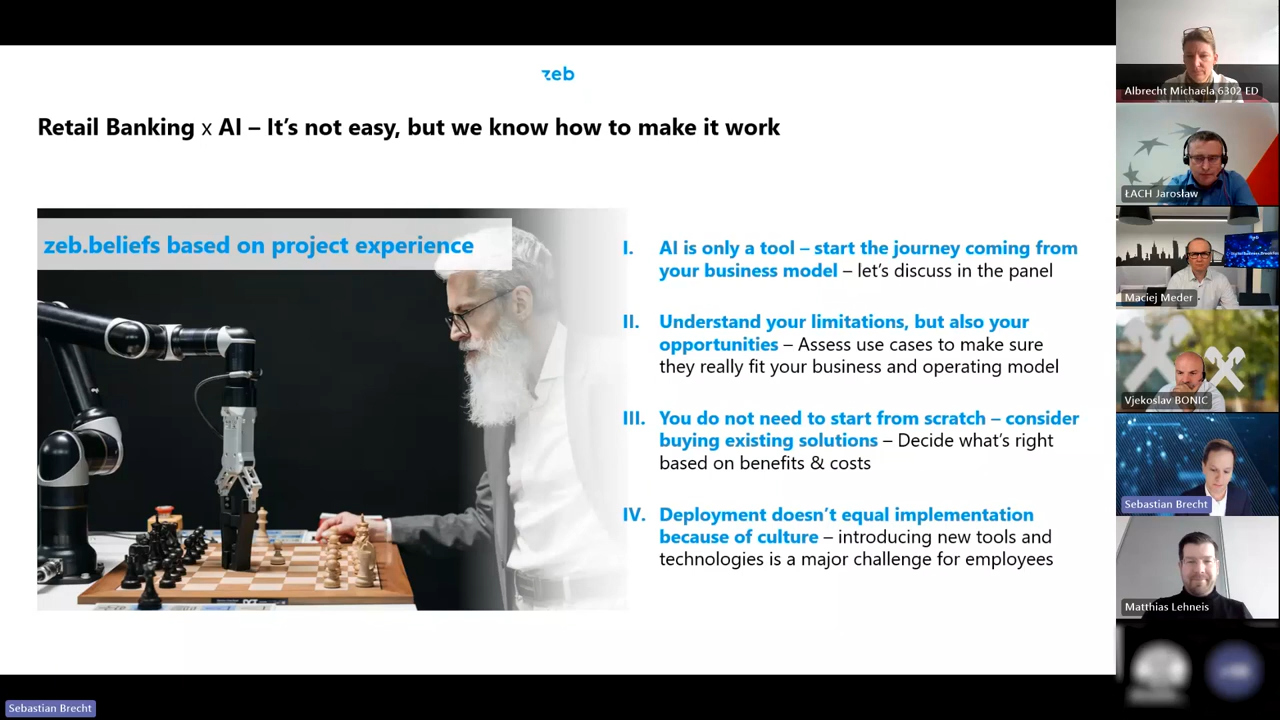 zeb
Retail Banking x AI – It's not easy, but we know how to make it work
zeb.beliefs based on project experience
I. AI is only a tool – start the journey coming from
your business model – let's discuss in the panel
II. Understand your limitations, but also your
opportunities – Assess use cases to make sure
they really fit your business and operating model
III. You do not need to start from scratch – consider
buying existing solutions – Decide what's right
based on benefits & costs
IV. Deployment doesn't equal implementation
because of culture – introducing new tools and
technologies is a major challenge for employees
Albrecht Michaela 6302 ED
ŁACH Jarosław
Maciej Meder
Vjekoslav BONIC
Sebastian Brecht
Matthias Lehneis
Sebastian Brecht